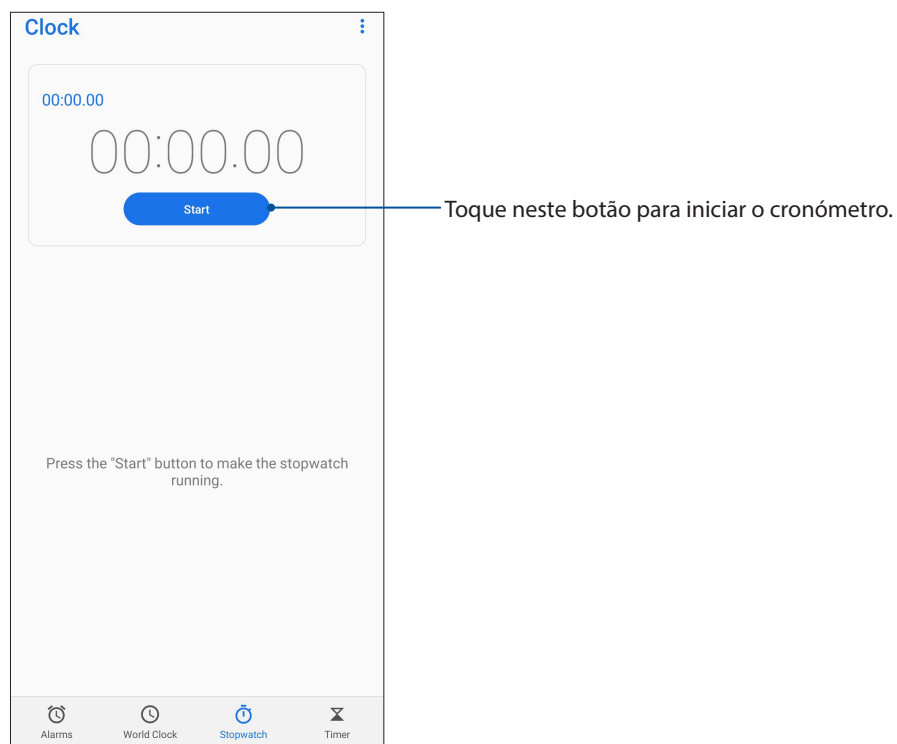 Clock
00:00.00
00:00.00
Start
Toque neste botão para iniciar o cronómetro.
Press the "Start" button to make the stopwatch
running.
Alarms World Clock Stopwatch Timer